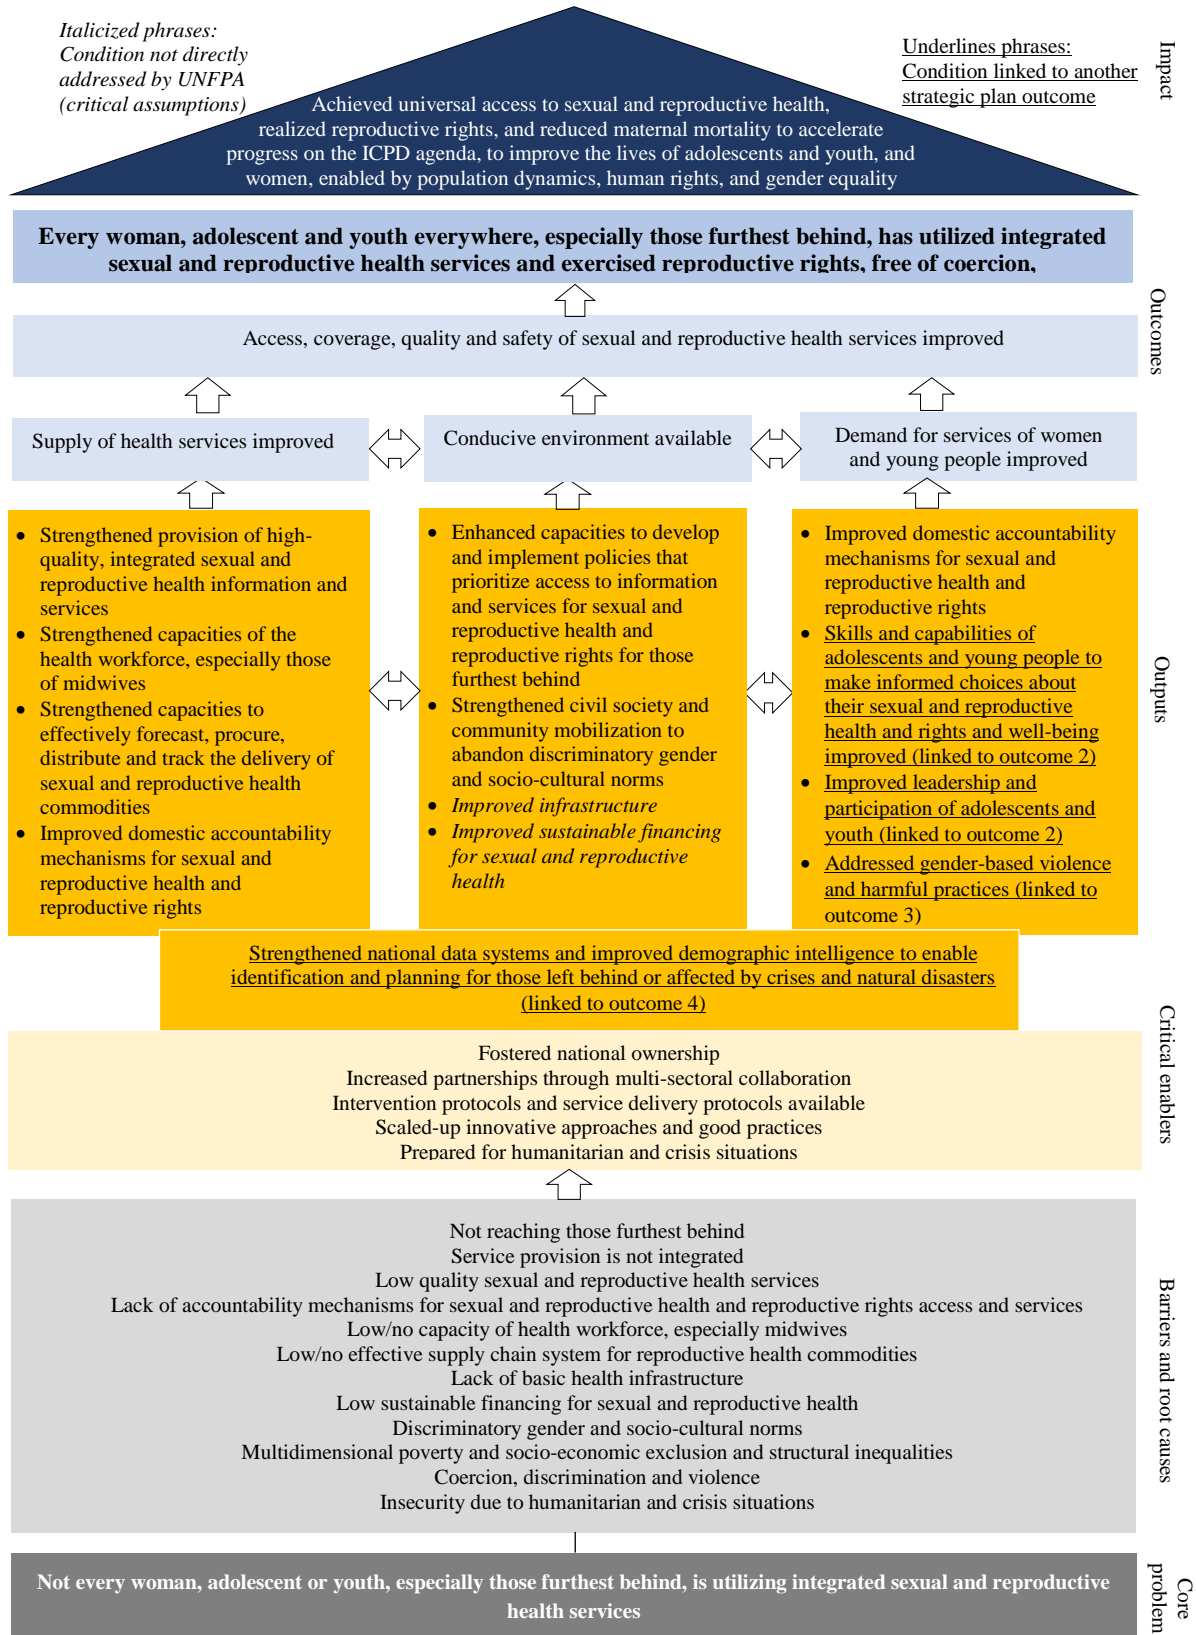 Italicized phrases:
Condition not directly
addressed by UNFPA
(critical assumptions)
Underlines phrases:
Condition linked to another
strategic plan outcome
Impact
Achieved universal access to sexual and reproductive health,
realized reproductive rights, and reduced maternal mortality to accelerate
progress on the ICPD agenda, to improve the lives of adolescents and youth, and
women, enabled by population dynamics, human rights, and gender equality
Every woman, adolescent and youth everywhere, especially those furthest behind, has utilized integrated
sexual and reproductive health services and exercised reproductive rights, free of coercion,
Outcomes
Access, coverage, quality and safety of sexual and reproductive health services improved
Supply of health services improved
Conducive environment available
Demand for services of women
and young people improved
Outputs
• Strengthened provision of high-
quality, integrated sexual and
reproductive health information and
services
• Strengthened capacities of the
health workforce, especially those
of midwives
• Strengthened capacities to
effectively forecast, procure,
distribute and track the delivery of
sexual and reproductive health
commodities
• Improved domestic accountability
mechanisms for sexual and
reproductive health and
reproductive rights
• Enhanced capacities to develop
and implement policies that
prioritize access to information
and services for sexual and
reproductive health and
reproductive rights for those
furthest behind
• Strengthened civil society and
community mobilization to
abandon discriminatory gender
and socio-cultural norms
• Improved infrastructure
• Improved sustainable financing
for sexual and reproductive
health
• Improved domestic accountability
mechanisms for sexual and
reproductive health and
reproductive rights
• Skills and capabilities of
adolescents and young people to
make informed choices about
their sexual and reproductive
health and rights and well-being
improved (linked to outcome 2)
• Improved leadership and
participation of adolescents and
youth (linked to outcome 2)
• Addressed gender-based violence
and harmful practices (linked to
outcome 3)
Strengthened national data systems and improved demographic intelligence to enable
identification and planning for those left behind or affected by crises and natural disasters
(linked to outcome 4)
Critical enablers
Fostered national ownership
Increased partnerships through multi-sectoral collaboration
Intervention protocols and service delivery protocols available
Scaled-up innovative approaches and good practices
Prepared for humanitarian and crisis situations
Barriers and root causes
Not reaching those furthest behind
Service provision is not integrated
Low quality sexual and reproductive health services
Lack of accountability mechanisms for sexual and reproductive health and reproductive rights access and services
Low/no capacity of health workforce, especially midwives
Low/no effective supply chain system for reproductive health commodities
Lack of basic health infrastructure
Low sustainable financing for sexual and reproductive health
Discriminatory gender and socio-cultural norms
Multidimensional poverty and socio-economic exclusion and structural inequalities
Coercion, discrimination and violence
Insecurity due to humanitarian and crisis situations
Core
problem
Not every woman, adolescent or youth, especially those furthest behind, is utilizing integrated sexual and reproductive
health services